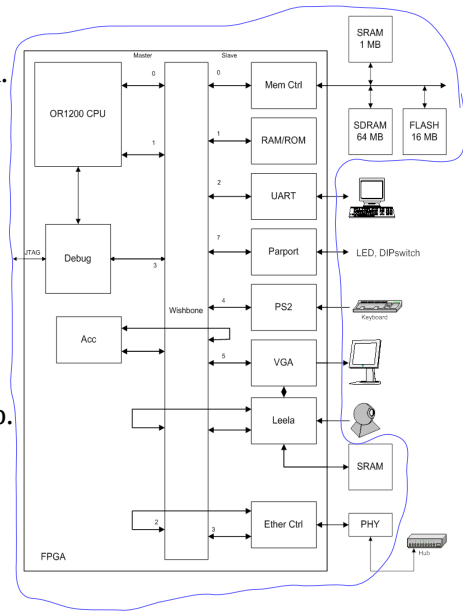 SRAM
1 MB
Master
Slave
0
0
Mem Ctrl
OR1200 CPU
SDRAM
64 MB
FLASH
16 MB
1
1
RAM/ROM
2
UART
7
Parport
LED, DIPswitch
JTAG
Debug
3
Wishbone
4
PS2
Keyboard
Acc
5
VGA
Leela
SRAM
2
3
Ether Ctrl
PHY
FPGA
Hub